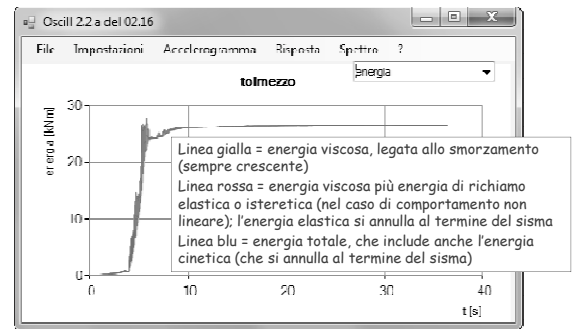 Oscill 2.2 a del 02.16
File Impostazioni Accelerogramma Risposta Spettro ?
energia
tolmezzo
energia [kNm]
30
20
10
0
0 10 20 30 40
t [s]
Linea gialla = energia viscosa, legata allo smorzamento
(sempre crescente)
Linea rossa = energia viscosa più energia di richiamo
elastica o isteretica (nel caso di comportamento non
lineare); l'energia elastica si annulla al termine del sisma
Linea blu = energia totale, che include anche l'energia
cinetica (che si annulla al termine del sisma)